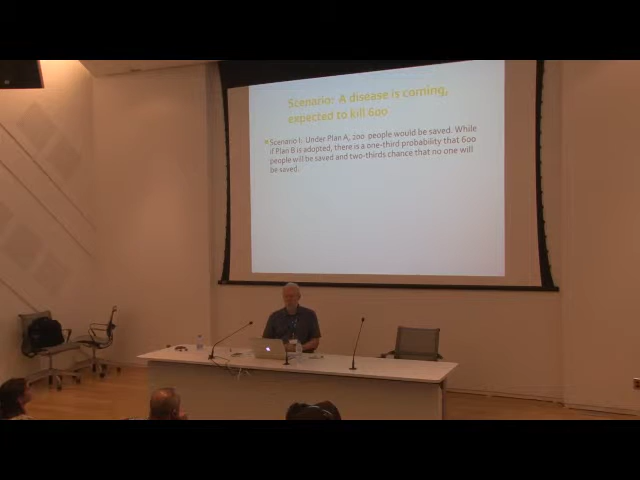 Scenario: A disease is coming,
expected to kill 600
Scenario I. Under Plan A, 200 people would be saved. While
if Plan B is adopted, there is a one-third probability that 600
people will be saved and two-thirds chance that no one will
be saved.